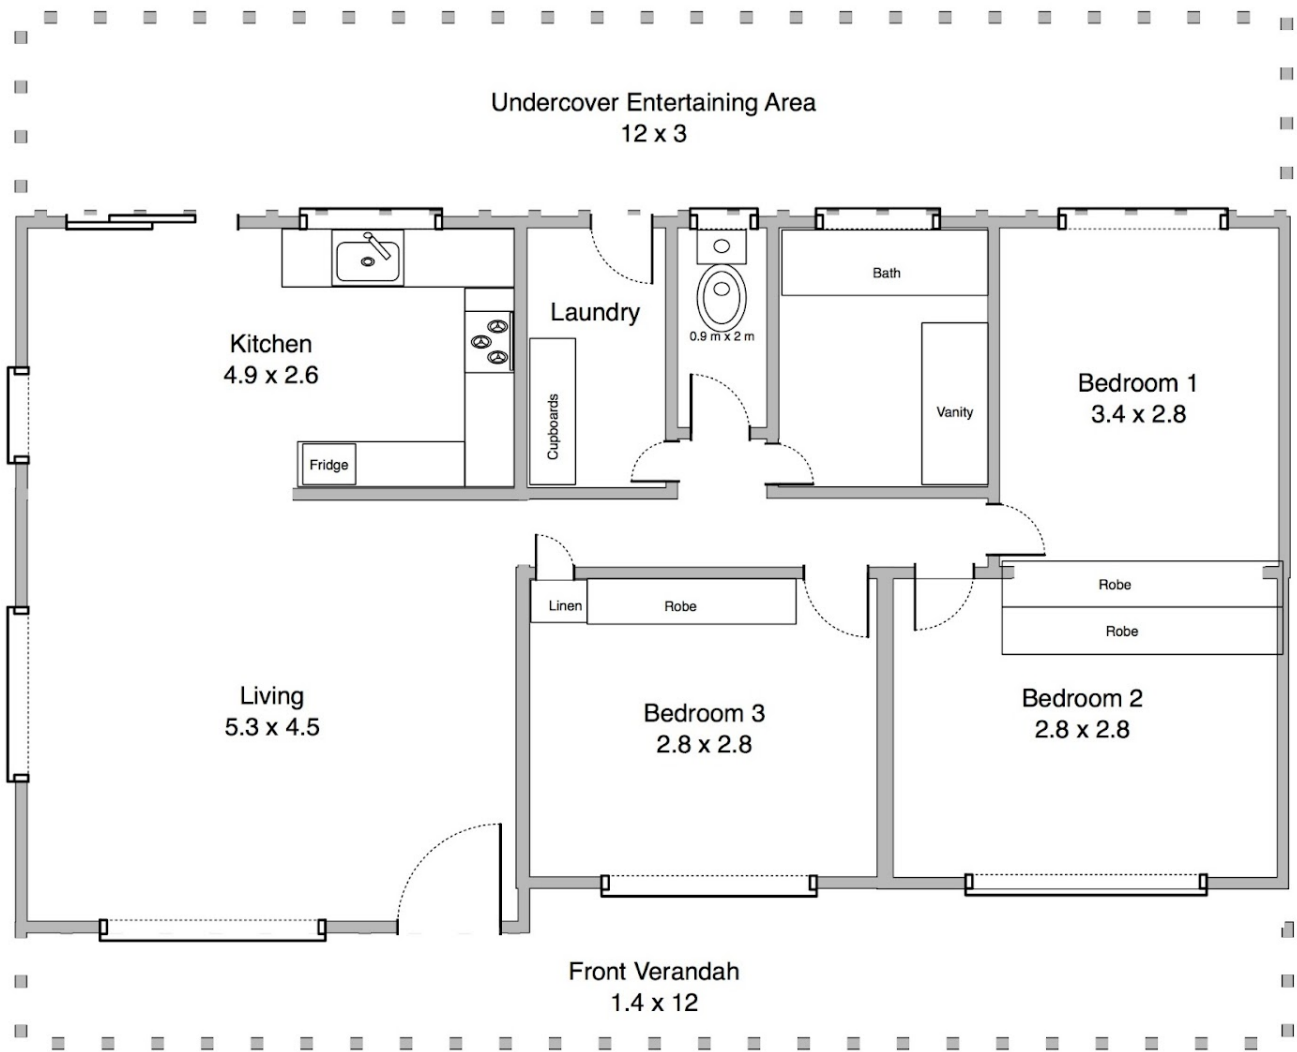 Undercover Entertaining Area
12 x 3
Bath
Laundry
Kitchen
4.9 x 2.6
0.9 m x 2 m
Bedroom 1
3.4 x 2.8
Vanity
Cupboards
Fridge
Linen
Robe
Robe
Robe
Living
5.3 x 4.5
Bedroom 3
2.8 x 2.8
Bedroom 2
2.8 x 2.8
Front Verandah
1.4 x 12